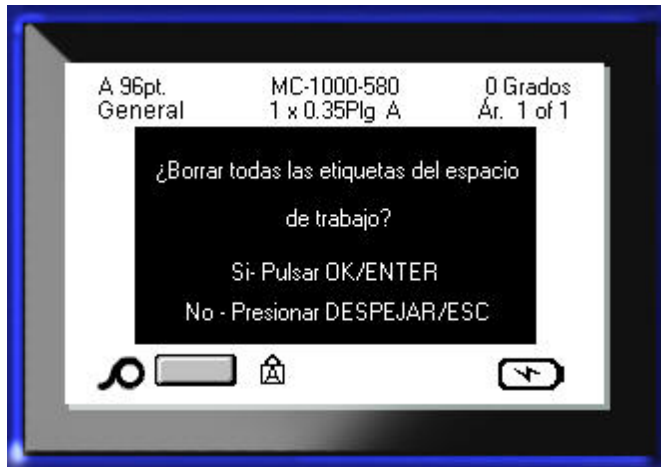 A 96pt. MC-1000-580 0 Grados
General 1 x 0.35Plg A Ár. 1 of 1
¿Borrar todas las etiquetas del espacio
de trabajo?
Si- Pulsar OK/ENTER
No - Presionar DESPEJAR/ESC
A